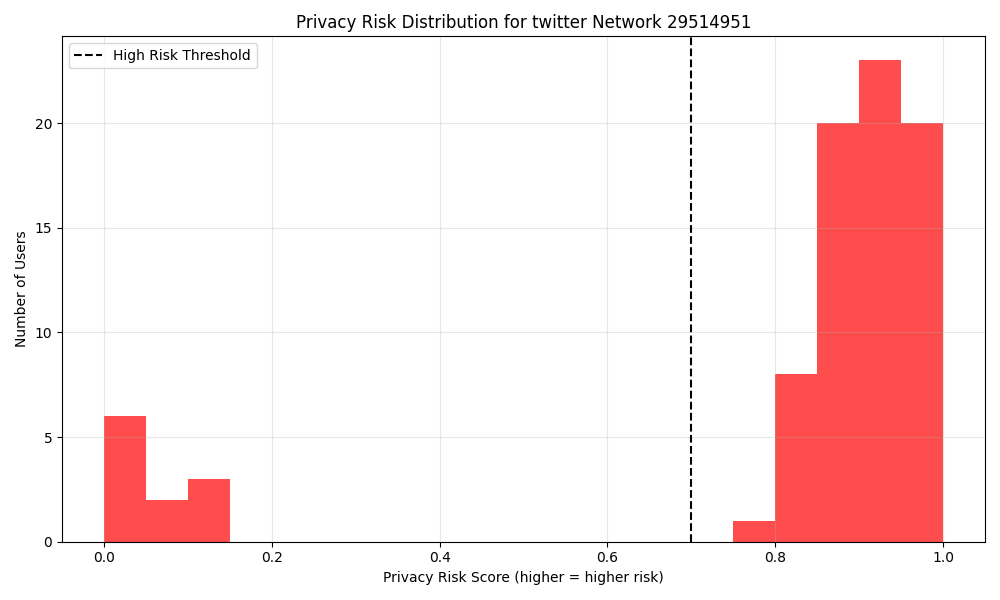 Privacy Risk Distribution for twitter Network 29514951
High Risk Threshold
Number of Users
20
15
10
5
0
0.0 0.2 0.4 0.6 0.8 1.0
Privacy Risk Score (higher = higher risk)